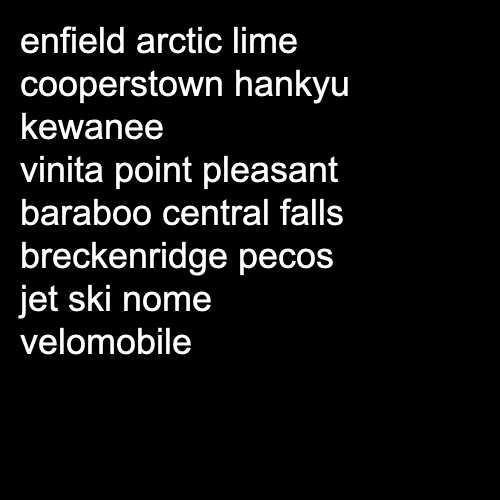 enfield arctic lime
cooperstown hankyu
kewanee
vinita point pleasant
baraboo central falls
breckenridge pecos
jet ski nome
velomobile